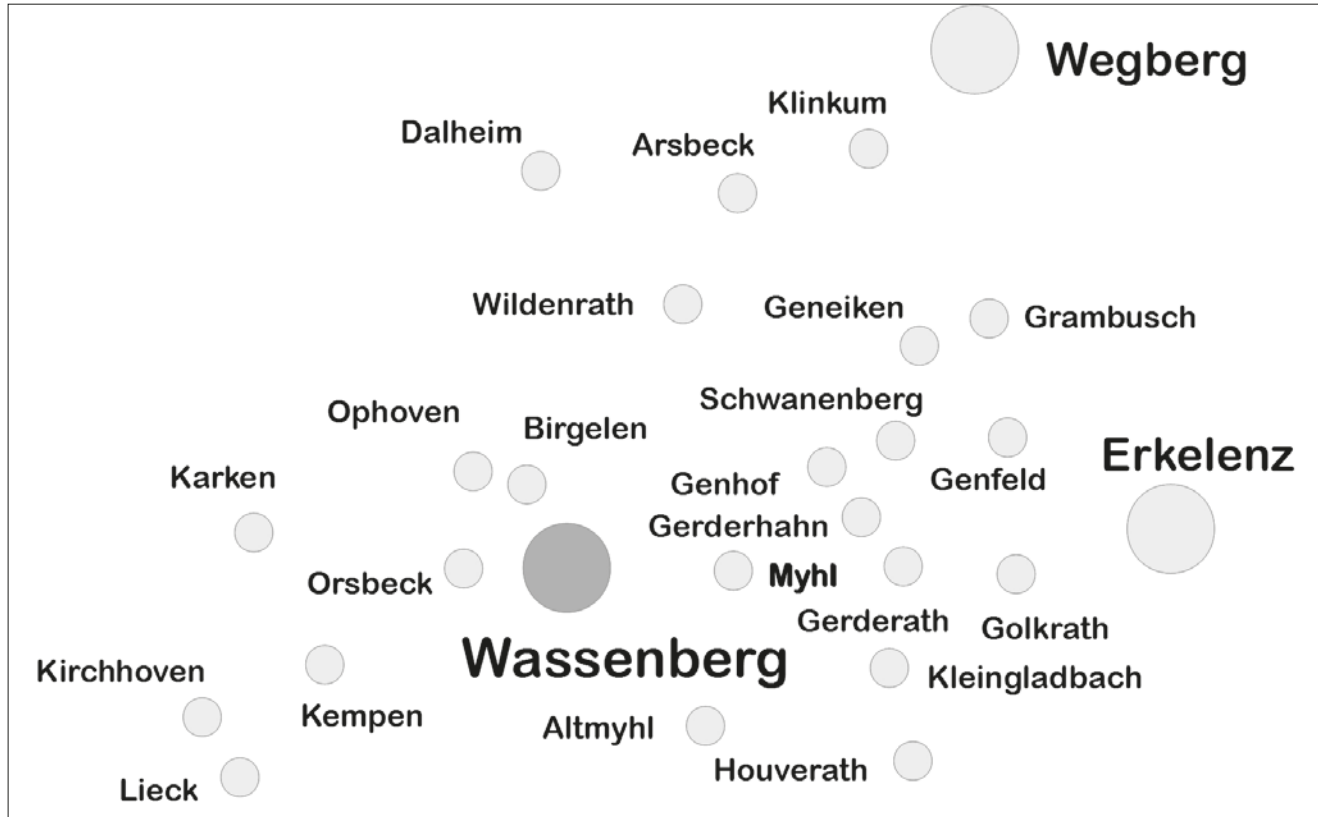 Wegberg
Klinkum
Dalheim
Arsbeck
Wildenrath
Geneiken
Grambusch
Schwanenberg
Ophoven
Birgelen
Erkelenz
Karken
Genhof
Genfeld
Gerderhahn
Orsbeck
Myhl
Gerderath
Golkrath
Wassenberg
Kirchhoven
Kleingladbach
Kempen
Altmyhl
Houverath
Lieck